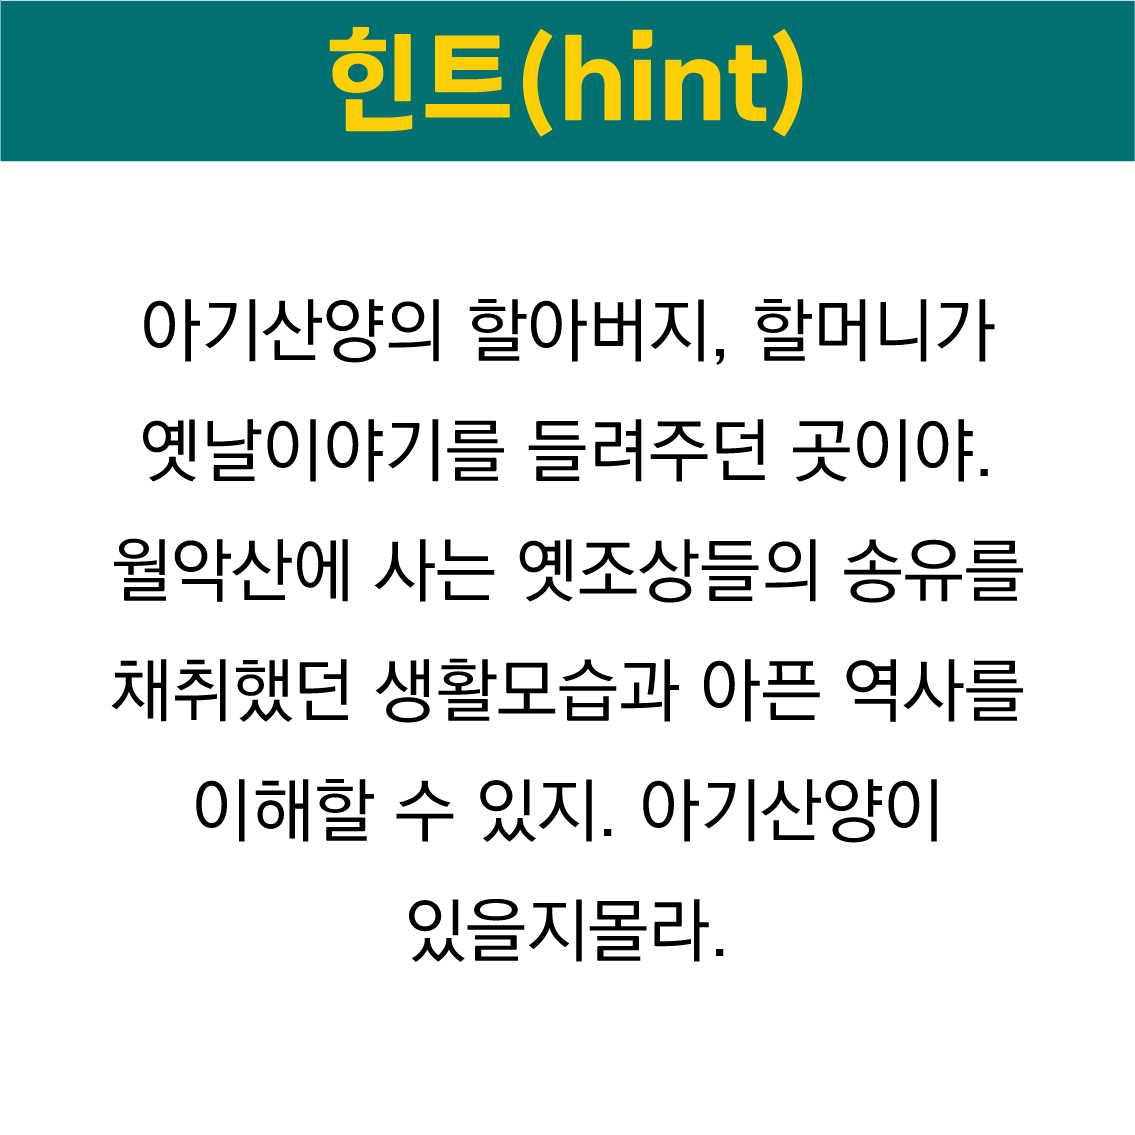 힌트(hint)
아기산양의 할아버지, 할머니가
옛날이야기를 들려주던 곳이야.
월악산에 사는 옛조상들의 송유를
채취했던 생활모습과 아픈 역사를
이해할 수 있지. 아기산양이
있을지몰라.